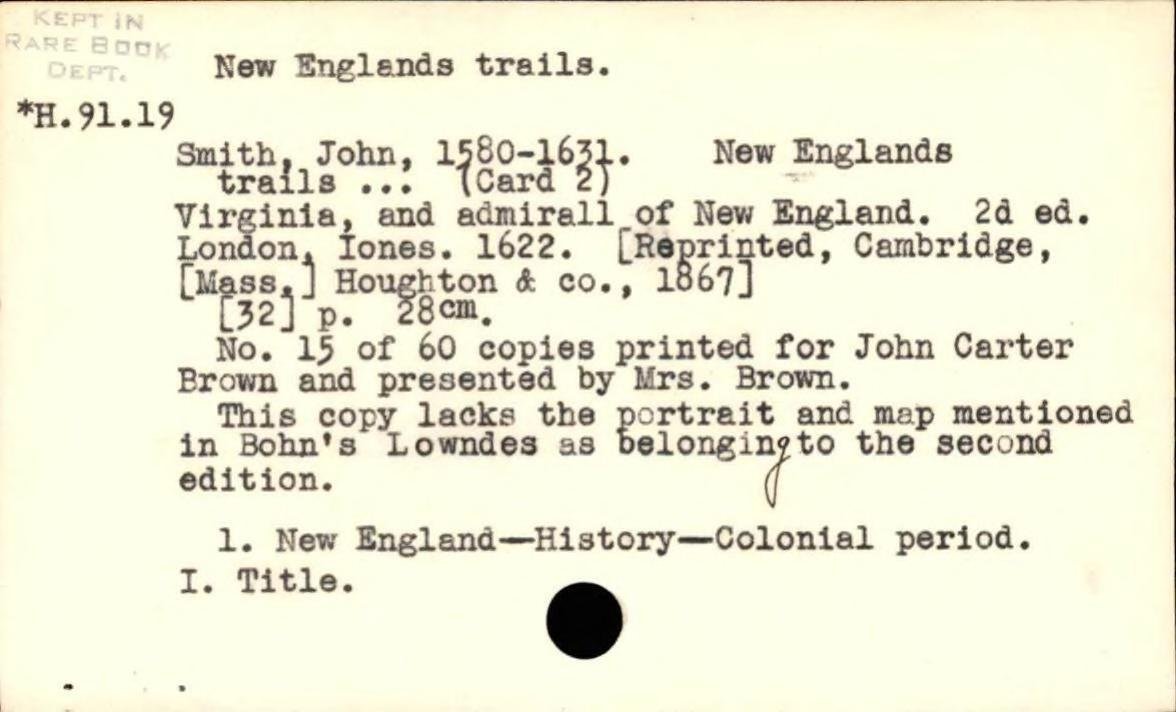 KEPT IN
RARE BOOK
DEPT.
New Englands trails.
*H.91.19
Smith, John, 1580-1631. New Englands
trails ... (Card 2)
Virginia, and admirall of New England. 2d ed.
London, Iones. 1622. [Reprinted, Cambridge,
[Mass.] Houghton & co., 1867]
[32] p. 28cm.
No. 15 of 60 copies printed for John Carter
Brown and presented by Mrs. Brown.
This copy lacks the portrait and map mentioned
in Bohn's Lowndes as belonging to the second
edition.
1. New England—History—Colonial period.
I. Title.